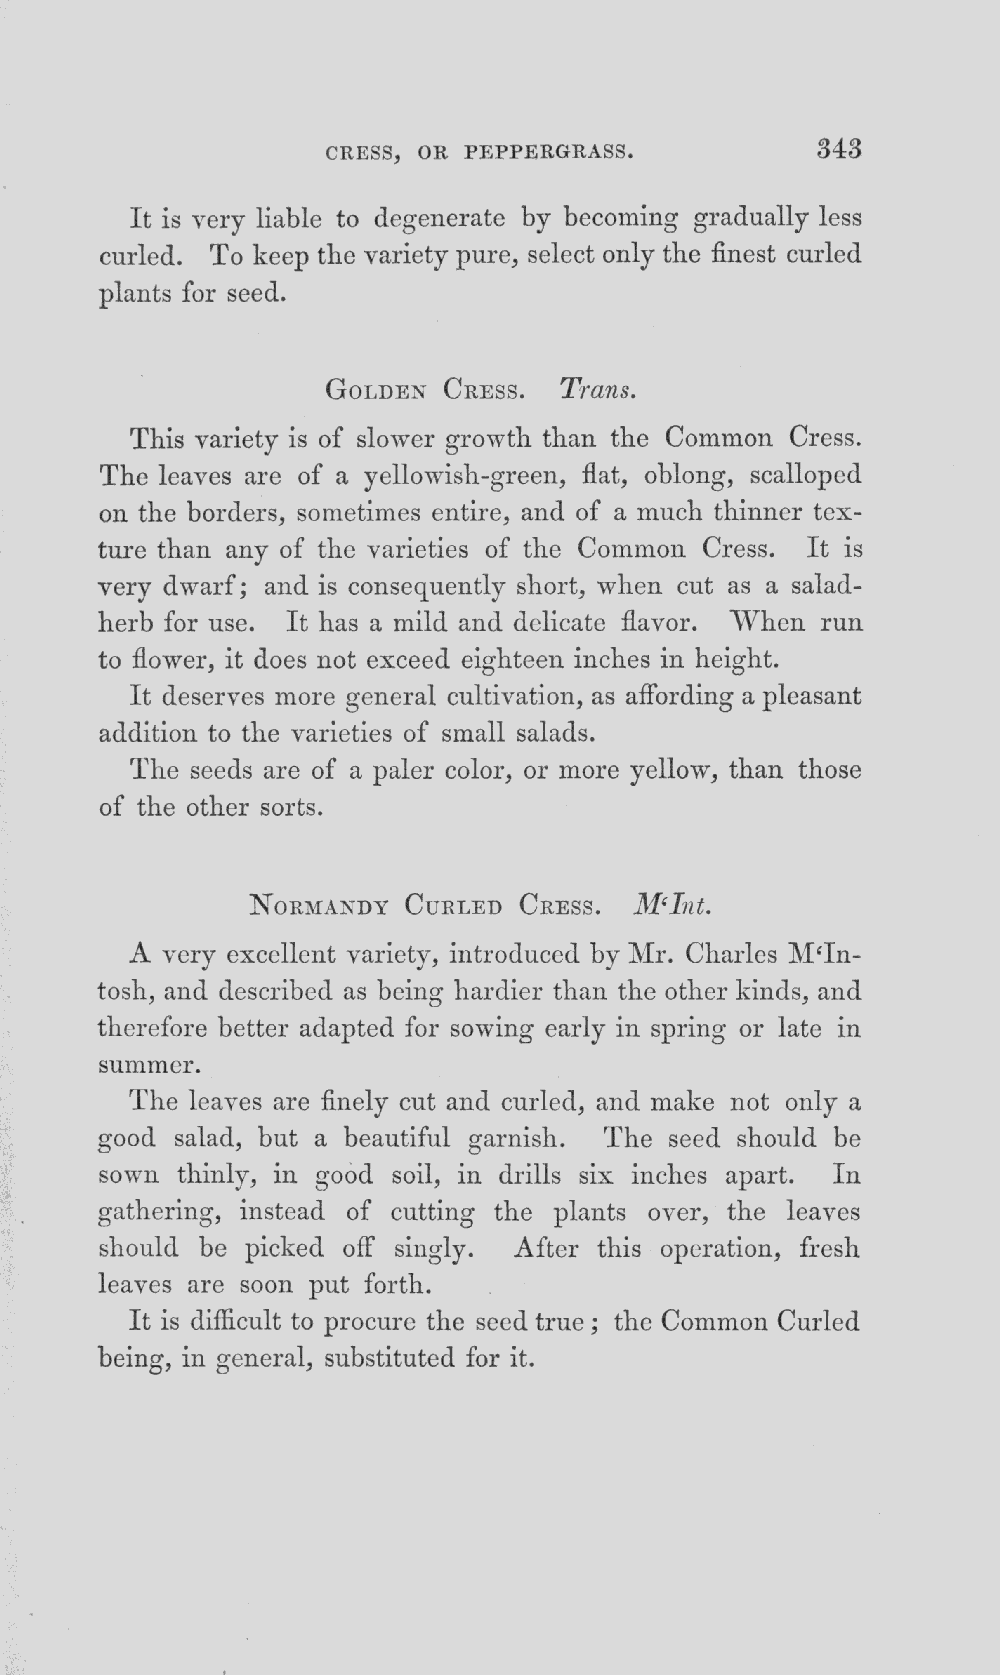 CRESS, OR PEPPERGRASS. 343
It is very liable to degenerate by becoming gradually less
curled. To keep the variety pure, select only the finest curled
plants for seed.
GOLDEN CRESS. Trans.
This variety is of slower growth than the Common Cress.
The leaves are of a yellowish-green, flat, oblong, scalloped
on the borders, sometimes entire, and of a much thinner tex-
ture than any of the varieties of the Common Cress. It is
very dwarf; and is consequently short, when cut as a salad-
herb for use. It has a mild and delicate flavor. When run
to flower, it does not exceed eighteen inches in height.
It deserves more general cultivation, as affording a pleasant
addition to the varieties of small salads.
The seeds are of a paler color, or more yellow, than those
of the other sorts.
NORMANDY CURLED CRESS. M‘Int.
A very excellent variety, introduced by Mr. Charles M‘In-
tosh, and described as being hardier than the other kinds, and
therefore better adapted for sowing early in spring or late in
summer.
The leaves are finely cut and curled, and make not only a
good salad, but a beautiful garnish. The seed should be
sown thinly, in good soil, in drills six inches apart. In
gathering, instead of cutting the plants over, the leaves
should be picked off singly. After this operation, fresh
leaves are soon put forth.
It is difficult to procure the seed true; the Common Curled
being, in general, substituted for it.